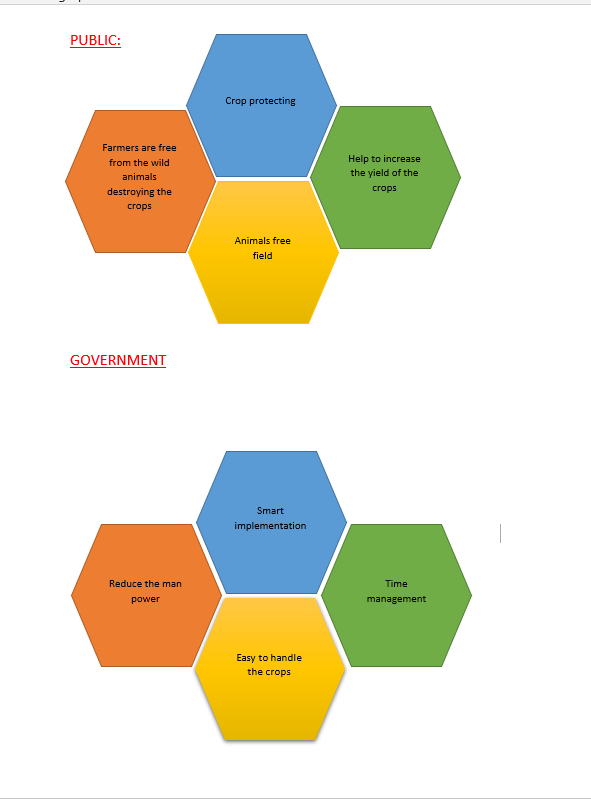 PUBLIC:
Crop protecting
Farmers are free
from the wild
animals
destroying the
crops
Help to increase
the yield of the
crops
Animals free
field
GOVERNMENT
Smart
implementation
Reduce the man
power
Time
management
Easy to handle
the crops